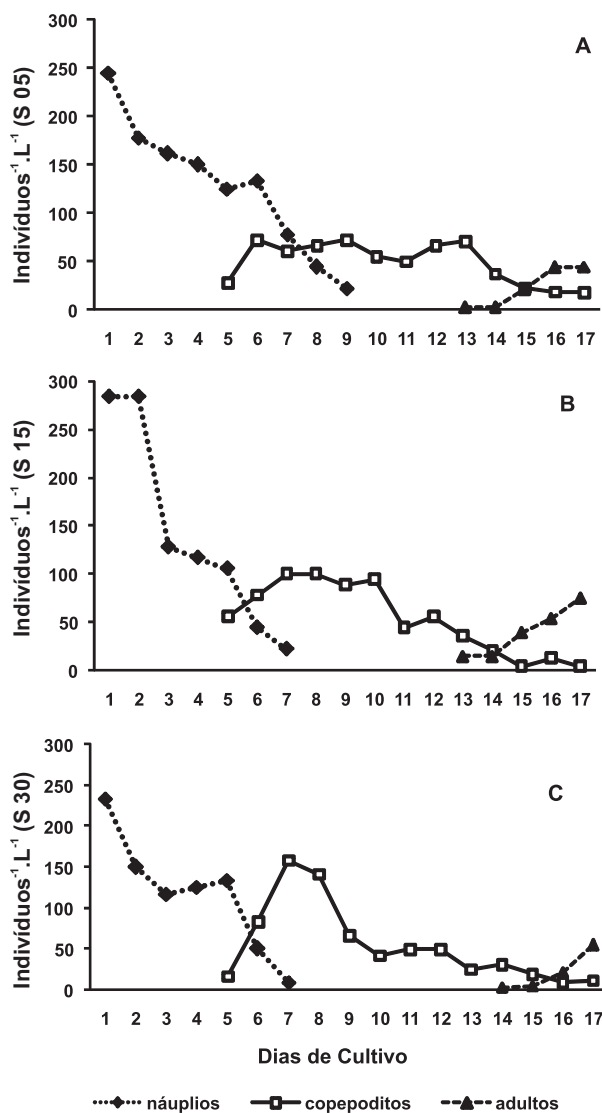 300
250
200
150
100
50
0
Indivíduos⁻¹.L⁻¹ (S 05)
A
1 2 3 4 5 6 7 8 9 10 11 12 13 14 15 16 17
300
250
200
150
100
50
0
Indivíduos⁻¹.L⁻¹ (S 15)
B
1 2 3 4 5 6 7 8 9 10 11 12 13 14 15 16 17
300
250
200
150
100
50
0
Indivíduos⁻¹.L⁻¹ (S 30)
C
1 2 3 4 5 6 7 8 9 10 11 12 13 14 15 16 17
Dias de Cultivo
náuplios copepoditos adultos